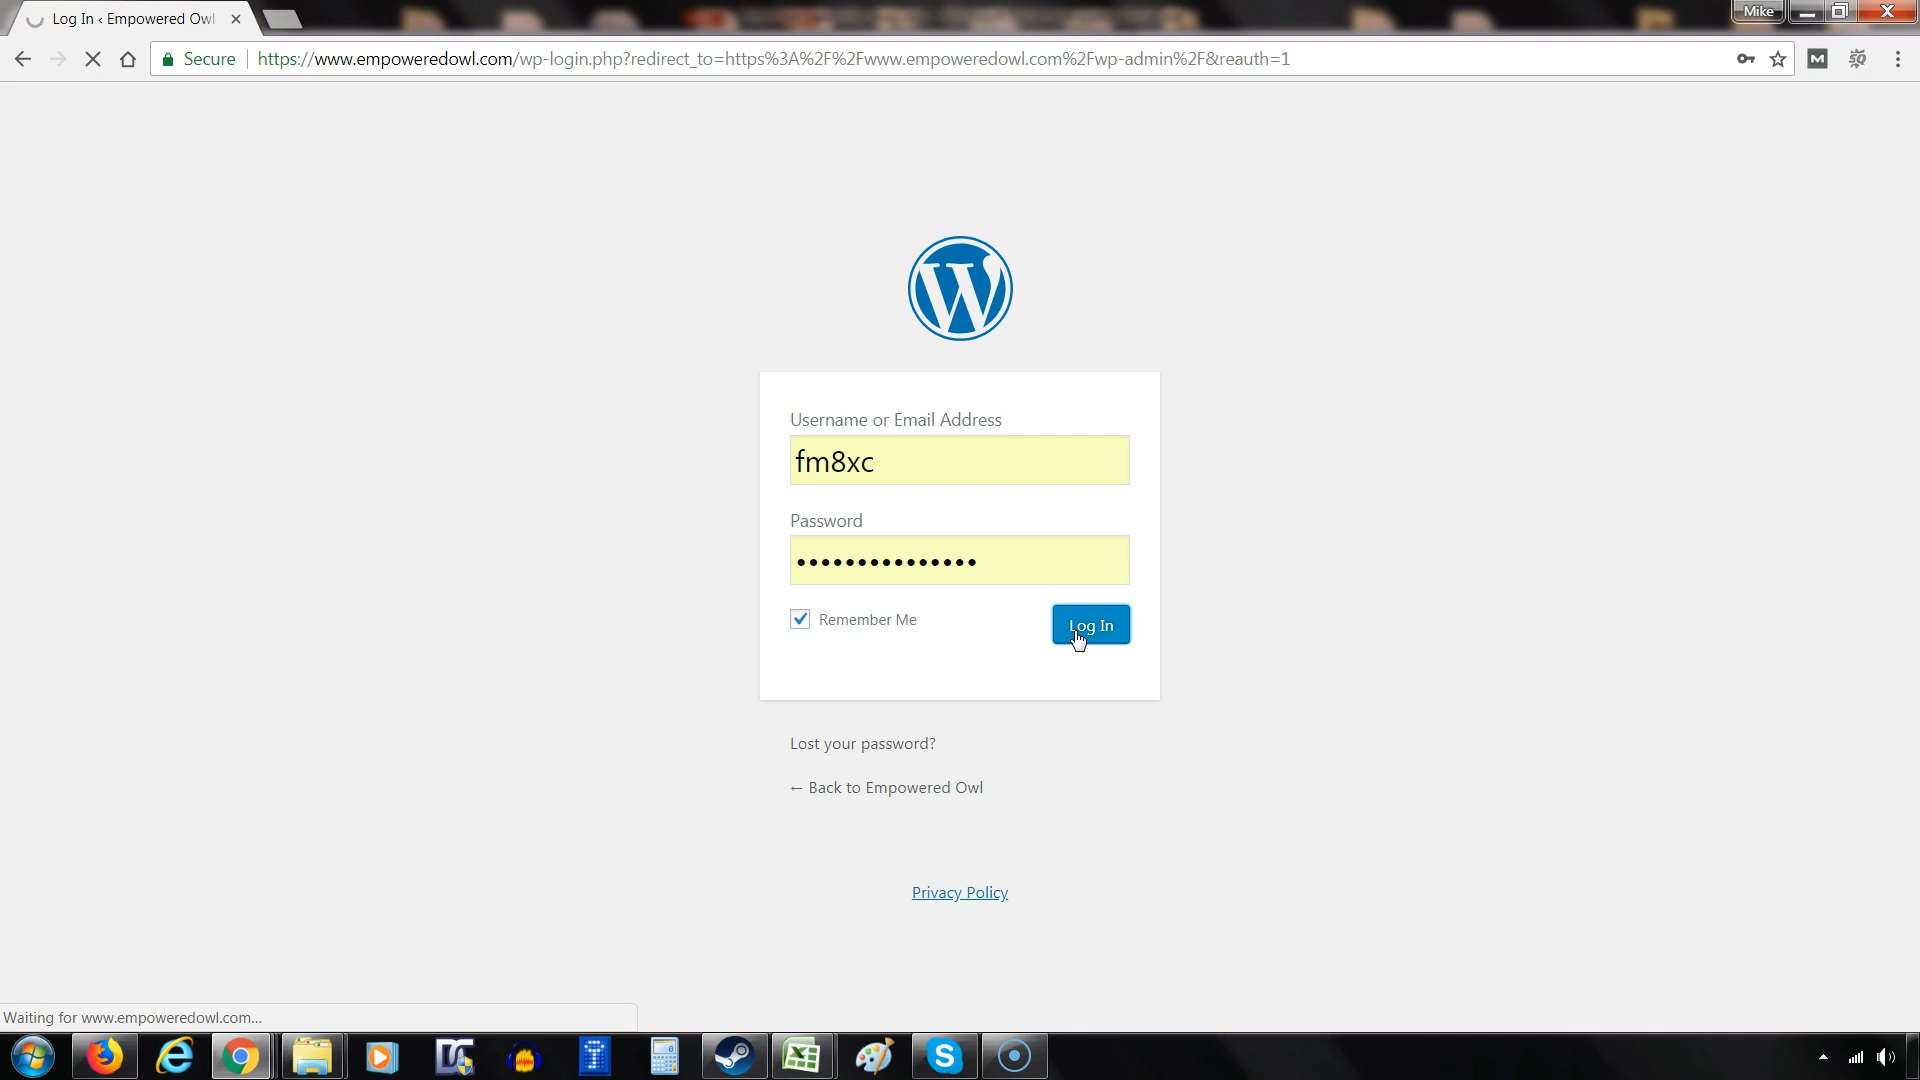 Log In ‹ Empowered Owl
Mike
Secure
https://www.empoweredowl.com/wp-login.php?redirect_to=https%3A%2F%2Fwww.empoweredowl.com%2Fwp-admin%2F&reauth=1
Username or Email Address
fm8xc
Password
•••••••••••••••
Remember Me
Log In
Lost your password?
← Back to Empowered Owl
Privacy Policy
Waiting for www.empoweredowl.com...